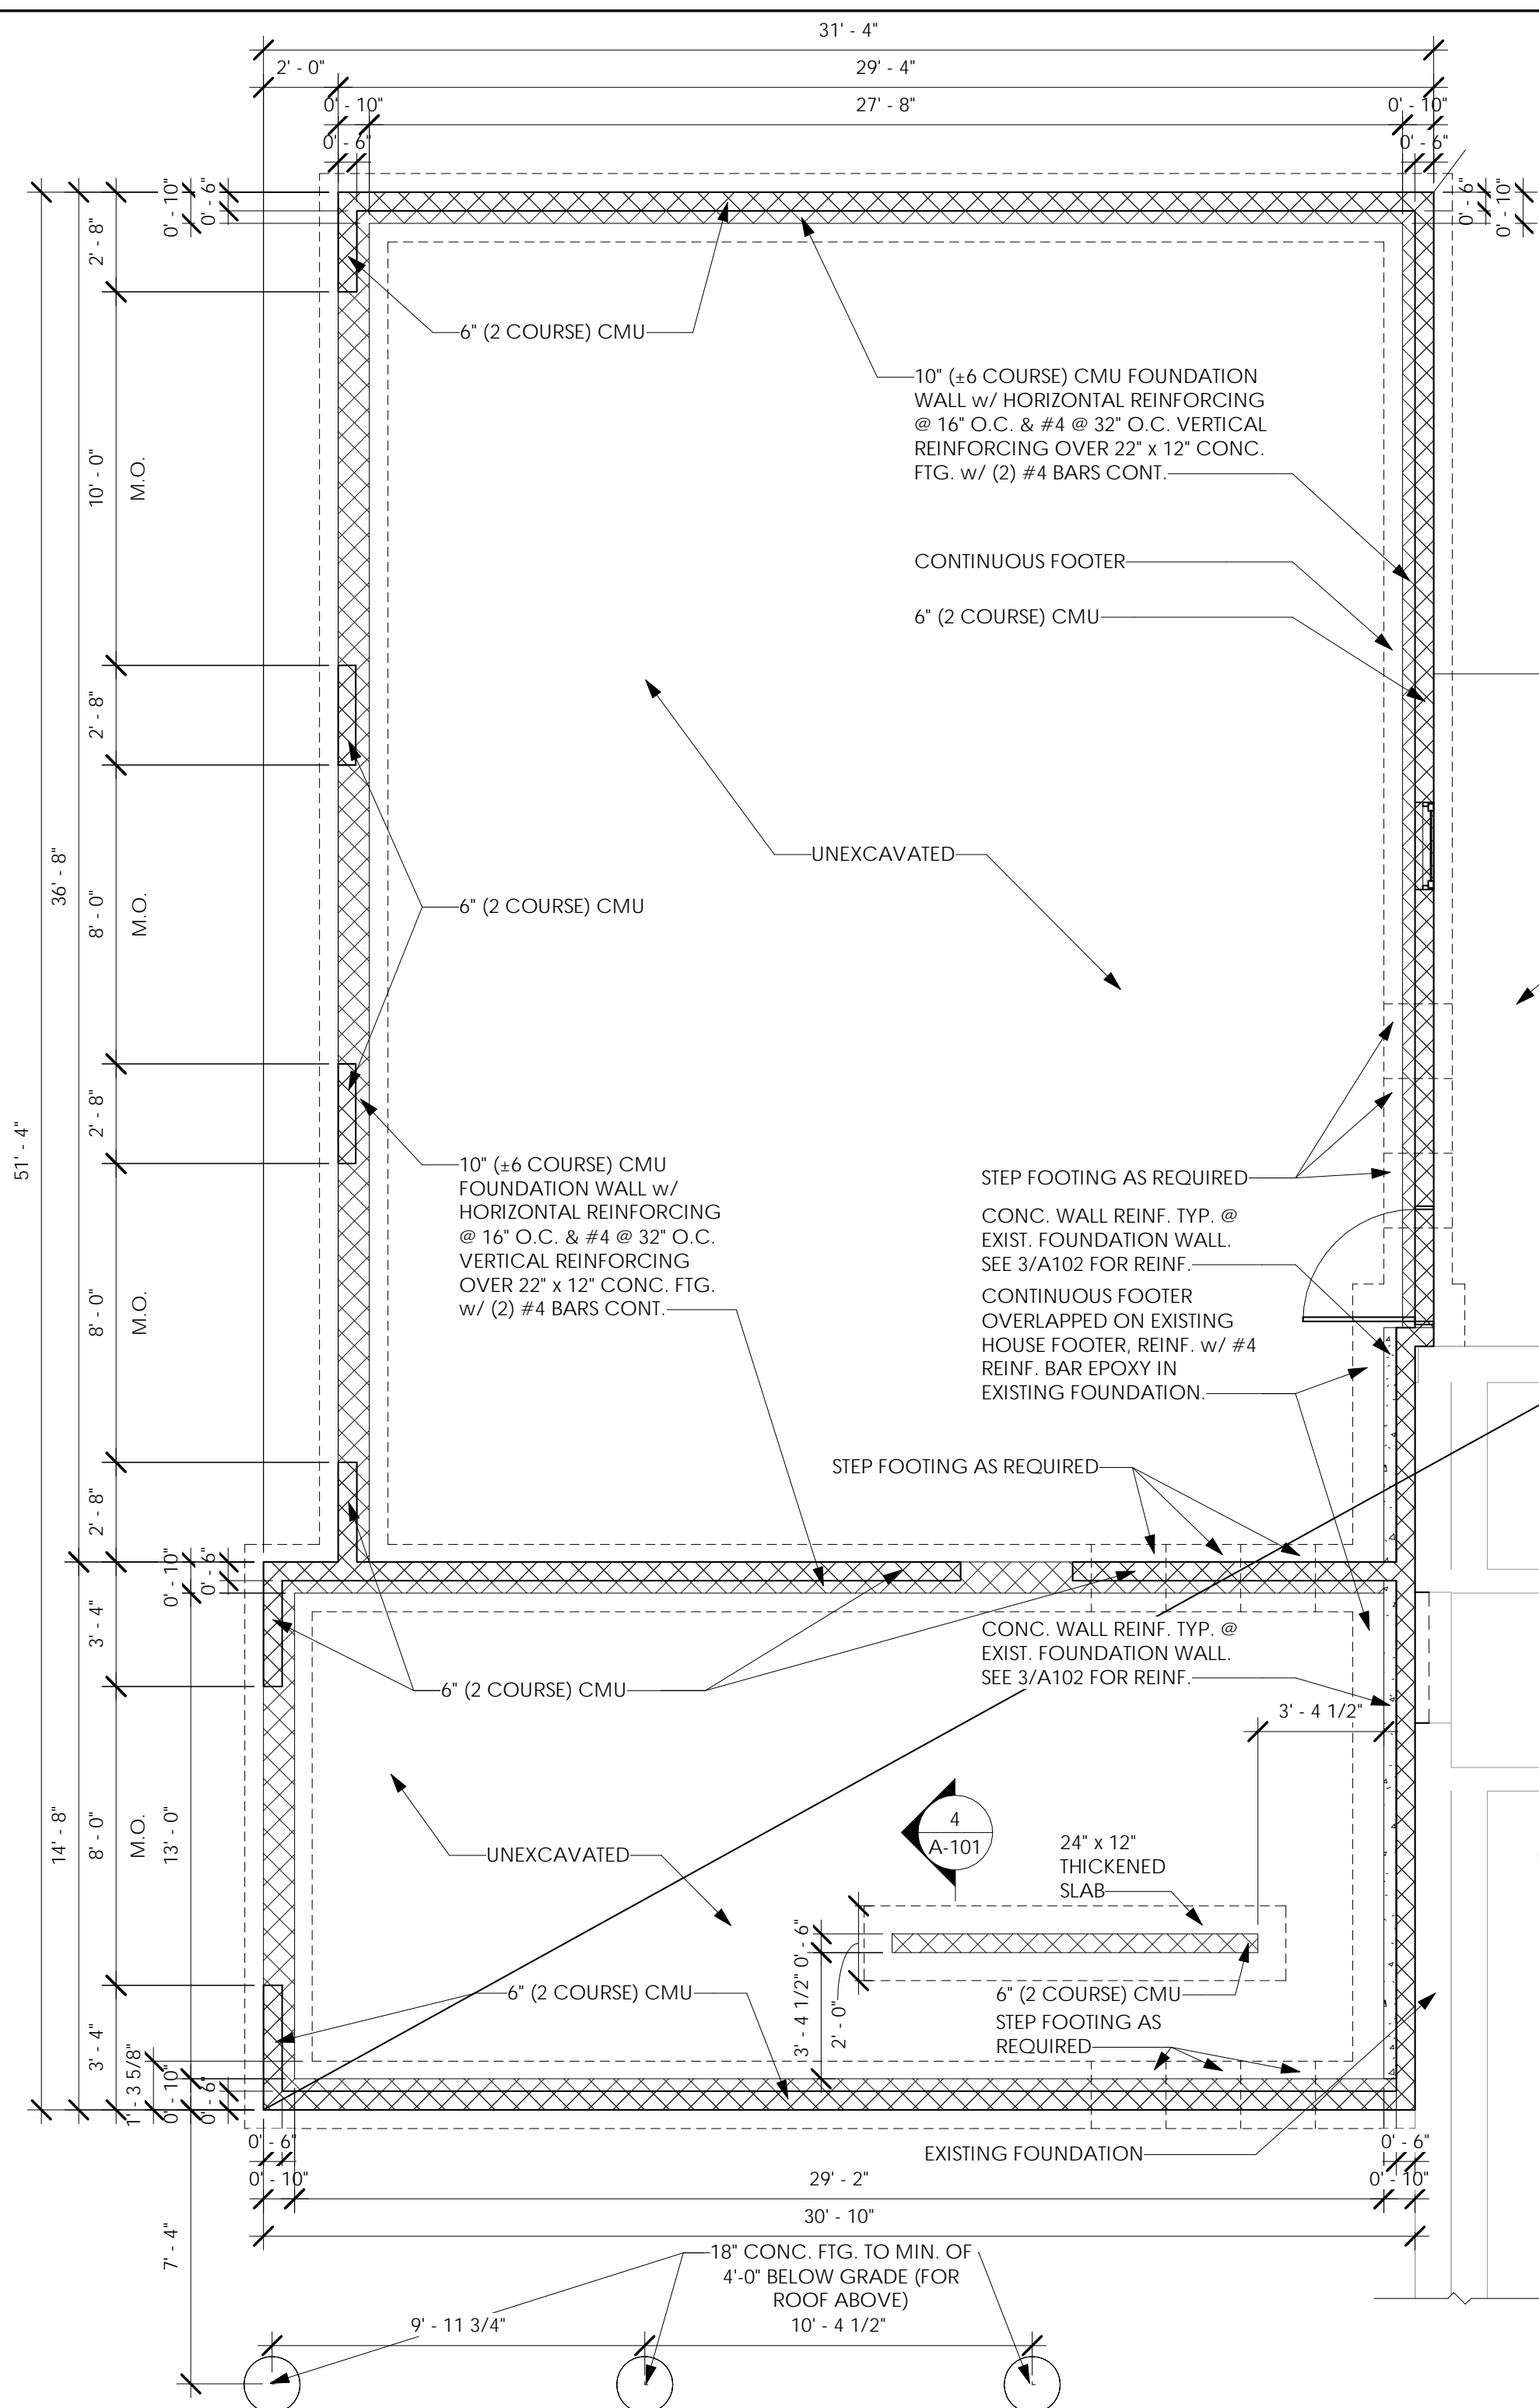 31' - 4"
2' - 0"
29' - 4"
0' - 10"
27' - 8"
0' - 10"
0' - 6"
0' - 6"
2' - 8"
0' - 10"
0' - 6"
0' - 6"
0' - 10"
6" (2 COURSE) CMU
10" (±6 COURSE) CMU FOUNDATION
WALL w/ HORIZONTAL REINFORCING
@ 16" O.C. & #4 @ 32" O.C. VERTICAL
REINFORCING OVER 22" x 12" CONC.
FTG. w/ (2) #4 BARS CONT.
10' - 0"
M.O.
CONTINUOUS FOOTER
6" (2 COURSE) CMU
2' - 8"
UNEXCAVATED
36' - 8"
8' - 0"
M.O.
6" (2 COURSE) CMU
2' - 8"
51' - 4"
10" (±6 COURSE) CMU
FOUNDATION WALL w/
HORIZONTAL REINFORCING
@ 16" O.C. & #4 @ 32" O.C.
VERTICAL REINFORCING
OVER 22" x 12" CONC. FTG.
w/ (2) #4 BARS CONT.
STEP FOOTING AS REQUIRED
CONC. WALL REINF. TYP. @
EXIST. FOUNDATION WALL.
SEE 3/A102 FOR REINF.
CONTINUOUS FOOTER
OVERLAPPED ON EXISTING
HOUSE FOOTER, REINF. w/ #4
REINF. BAR EPOXY IN
EXISTING FOUNDATION.
8' - 0"
M.O.
STEP FOOTING AS REQUIRED
2' - 8"
0' - 10"
0' - 6"
3' - 4"
CONC. WALL REINF. TYP. @
EXIST. FOUNDATION WALL.
SEE 3/A102 FOR REINF.
6" (2 COURSE) CMU
3' - 4 1/2"
14' - 8"
8' - 0"
M.O.
13' - 0"
UNEXCAVATED
4
A-101
24" x 12"
THICKENED
SLAB
0' - 6"
3' - 4 1/2"
2' - 0"
6" (2 COURSE) CMU
6" (2 COURSE) CMU
STEP FOOTING AS
REQUIRED
3' - 4"
1' - 3 5/8"
0' - 10"
0' - 6"
0' - 6"
EXISTING FOUNDATION
0' - 6"
0' - 10"
29' - 2"
0' - 10"
30' - 10"
7' - 4"
18" CONC. FTG. TO MIN. OF
4'-0" BELOW GRADE (FOR
ROOF ABOVE)
9' - 11 3/4"
10' - 4 1/2"